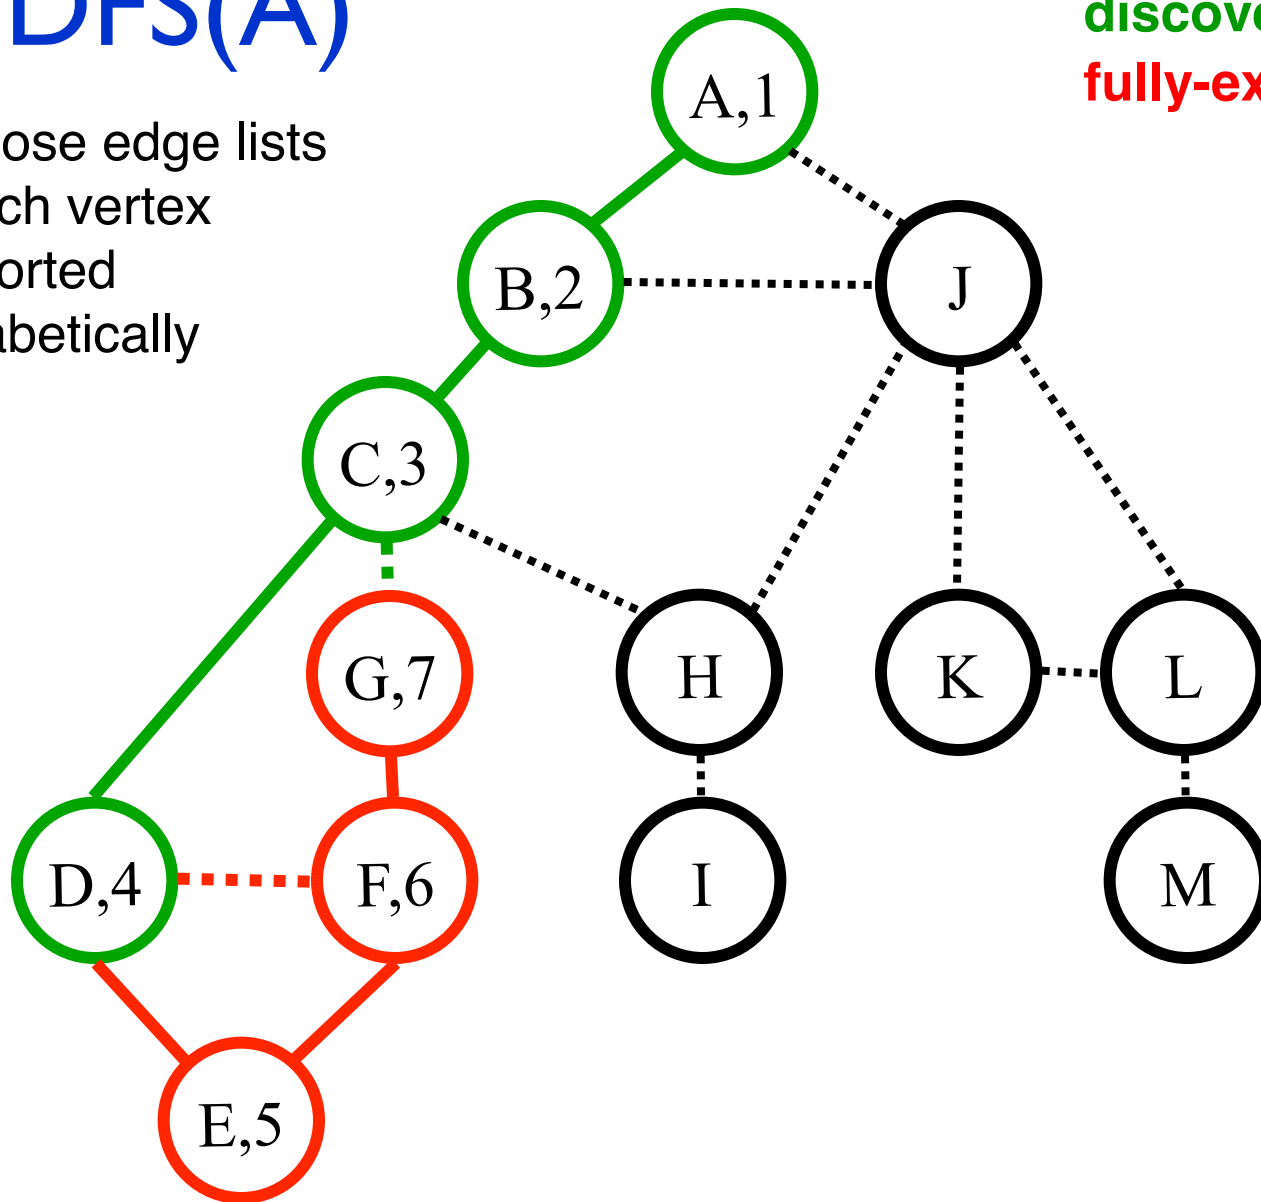 DFS(A)
discove
fully-ex
ose edge lists
ch vertex
orted
abetically
A,1
B,2
J
C,3
G,7
H
K
L
D,4
F,6
I
M
E,5